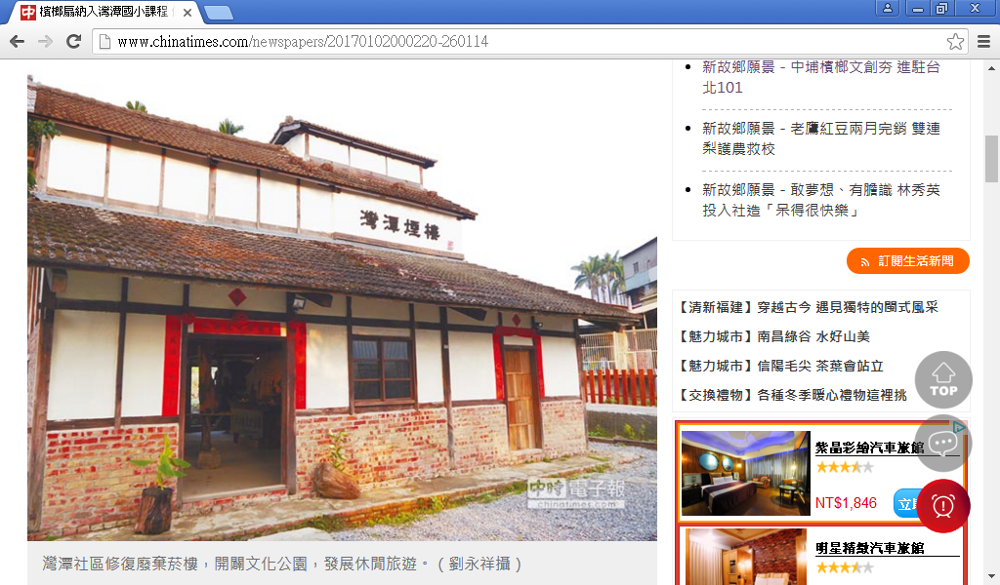 檳榔扇納入灣潭國小課程
www.chinatimes.com/newspapers/20170102000220-260114
灣潭煙樓
中時電子報
chinatimes.com
灣潭社區修復廢棄菸樓，開闢文化公園，發展休閒旅遊。（劉永祥攝）
新故鄉願景－中埔檳榔文創夯 進駐台
北101
新故鄉願景－老鷹紅豆兩月完銷 雙連
梨護農救校
新故鄉願景－敢夢想、有膽識 林秀英
投入社造「呆得很快樂」
訂閱生活新聞
【清新福建】穿越古今 遇見獨特的閩式風采
【魅力城市】南昌綠谷 水好山美
【魅力城市】信陽毛尖 茶葉會站立
【交換禮物】各種冬季暖心禮物這裡挑
TOP
紫晶彩繪汽車旅館
NT$1,846
立
明星精緻汽車旅館